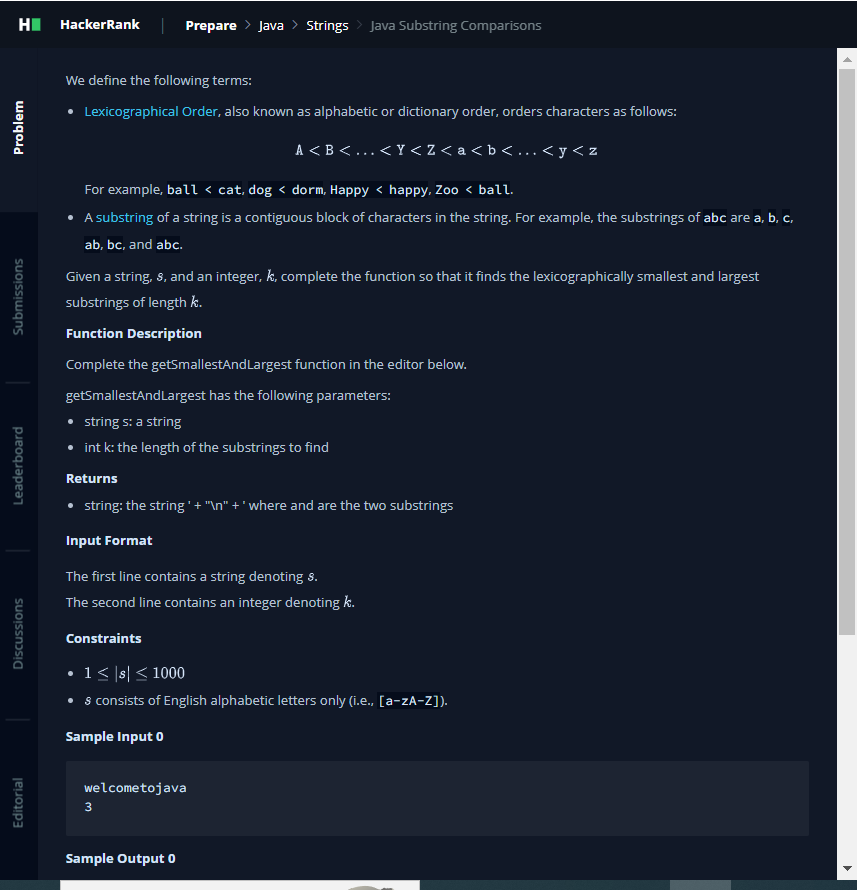 H HackerRank | Prepare > Java > Strings > Java Substring Comparisons
Problem
Submissions
Leaderboard
Discussions
Editorial
We define the following terms:
• Lexicographical Order, also known as alphabetic or dictionary order, orders characters as follows:
A < B < ... < Y < Z < a < b < ... < y < z
For example, ball < cat, dog < dorm, Happy < happy, Zoo < ball.
• A substring of a string is a contiguous block of characters in the string. For example, the substrings of abc are a, b, c,
ab, bc, and abc.
Given a string, s, and an integer, k, complete the function so that it finds the lexicographically smallest and largest
substrings of length k.
Function Description
Complete the getSmallestAndLargest function in the editor below.
getSmallestAndLargest has the following parameters:
• string s: a string
• int k: the length of the substrings to find
Returns
• string: the string ' + "\n" + ' where and are the two substrings
Input Format
The first line contains a string denoting s.
The second line contains an integer denoting k.
Constraints
• 1 ≤ |s| ≤ 1000
• s consists of English alphabetic letters only (i.e., [a-zA-Z]).
Sample Input 0
welcometojava
3
Sample Output 0